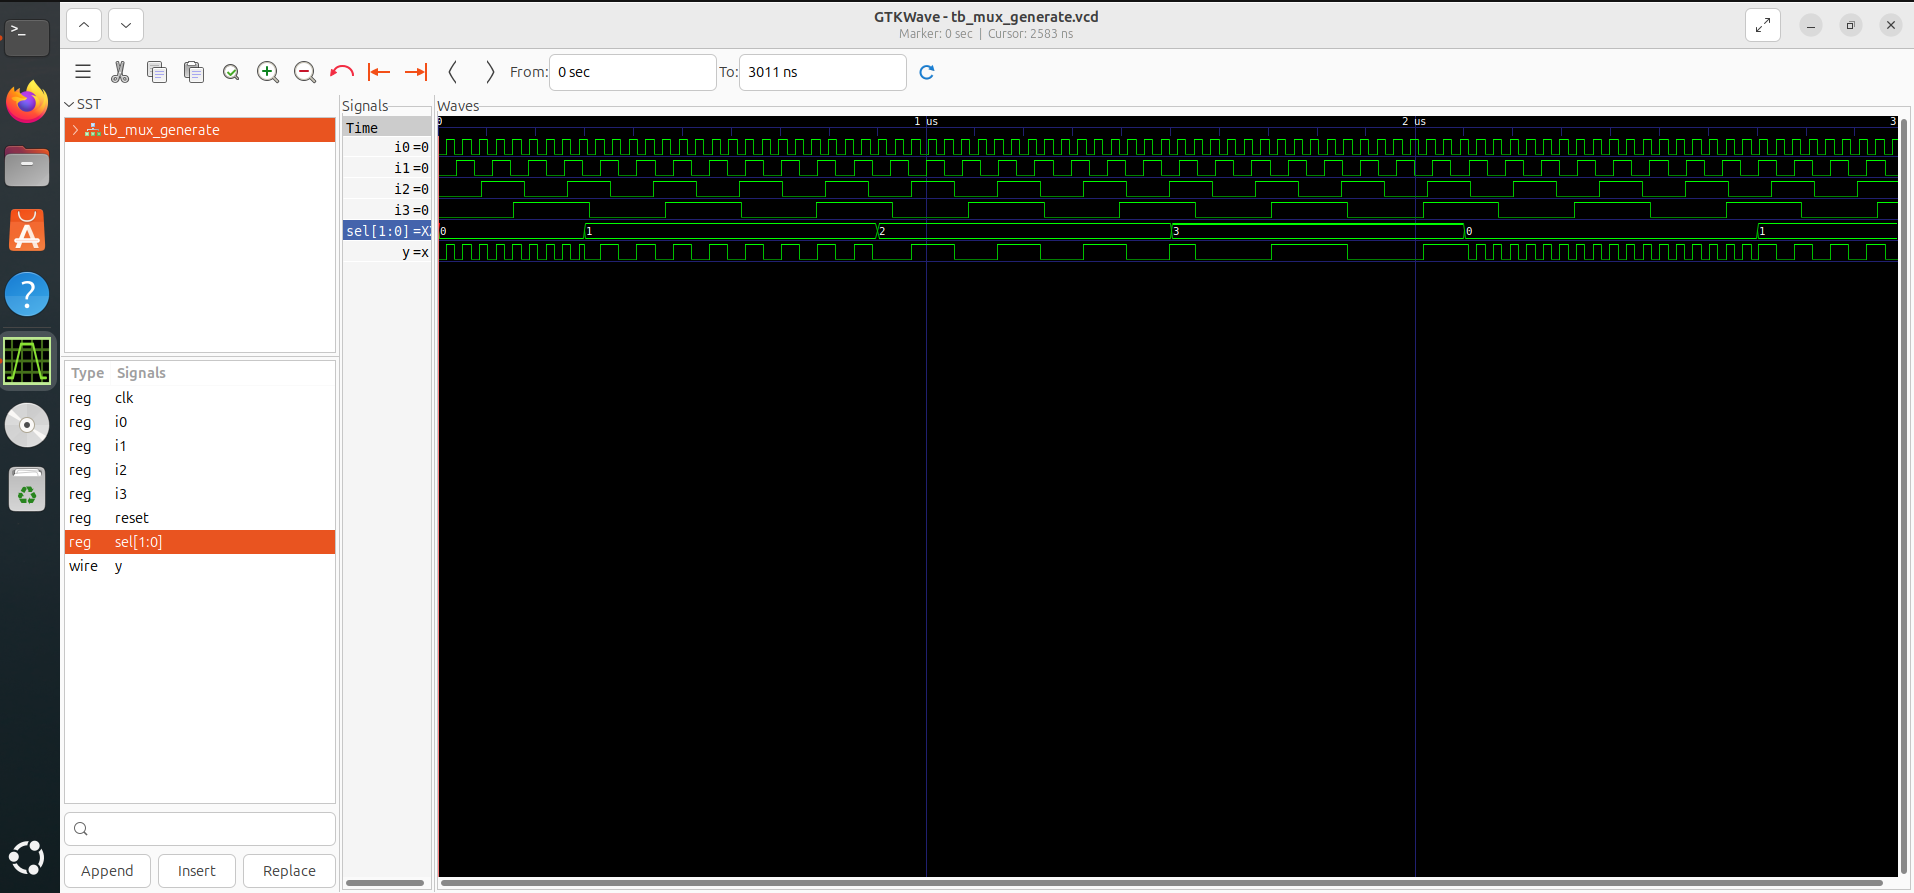 GTKWave - tb_mux_generate.vcd
Marker: 0 sec | Cursor: 2583 ns
From: 0 sec To: 3011 ns
SST
tb_mux_generate
Type Signals
reg clk
reg i0
reg i1
reg i2
reg i3
reg reset
reg sel[1:0]
wire y
Append Insert Replace
Signals
Time
i0 =0
i1 =0
i2 =0
i3 =0
sel[1:0] =X
y =x
Waves
0 1 us 2 us 3
0 1 2 3 0 1